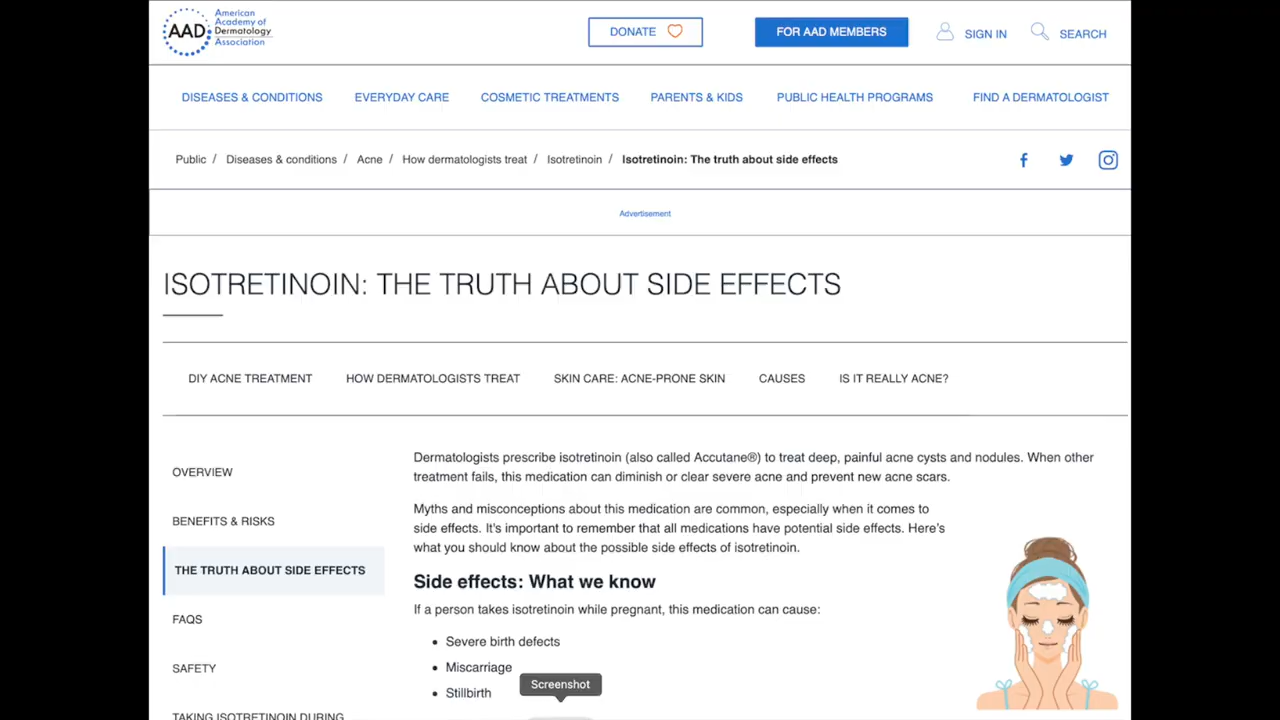 AAD
American
Academy of
Dermatology
Association
DONATE
FOR AAD MEMBERS
SIGN IN
SEARCH
DISEASES & CONDITIONS
EVERYDAY CARE
COSMETIC TREATMENTS
PARENTS & KIDS
PUBLIC HEALTH PROGRAMS
FIND A DERMATOLOGIST
Public / Diseases & conditions / Acne / How dermatologists treat / Isotretinoin / Isotretinoin: The truth about side effects
Advertisement
ISOTRETINOIN: THE TRUTH ABOUT SIDE EFFECTS
DIY ACNE TREATMENT
HOW DERMATOLOGISTS TREAT
SKIN CARE: ACNE-PRONE SKIN
CAUSES
IS IT REALLY ACNE?
OVERVIEW
BENEFITS & RISKS
THE TRUTH ABOUT SIDE EFFECTS
FAQS
SAFETY
TAKING ISOTRETINOIN DURING
Dermatologists prescribe isotretinoin (also called Accutane®) to treat deep, painful acne cysts and nodules. When other
treatment fails, this medication can diminish or clear severe acne and prevent new acne scars.
Myths and misconceptions about this medication are common, especially when it comes to
side effects. It's important to remember that all medications have potential side effects. Here's
what you should know about the possible side effects of isotretinoin.
Side effects: What we know
If a person takes isotretinoin while pregnant, this medication can cause:
• Severe birth defects
• Miscarriage
• Stillbirth
Screenshot